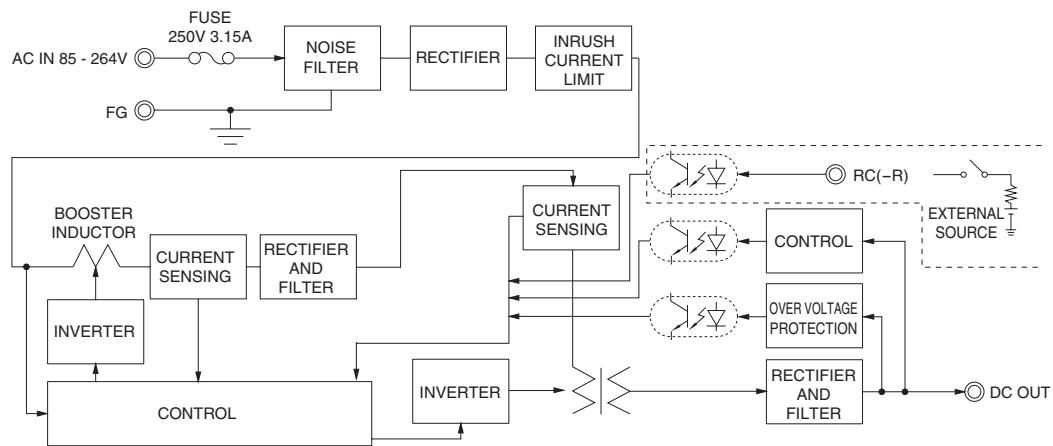 FUSE
250V 3.15A
AC IN 85 - 264V
NOISE
FILTER
RECTIFIER
INRUSH
CURRENT
LIMIT
FG
RC(−R)
EXTERNAL
SOURCE
CURRENT
SENSING
BOOSTER
INDUCTOR
CURRENT
SENSING
RECTIFIER
AND
FILTER
CONTROL
INVERTER
OVER VOLTAGE
PROTECTION
CONTROL
INVERTER
RECTIFIER
AND
FILTER
DC OUT